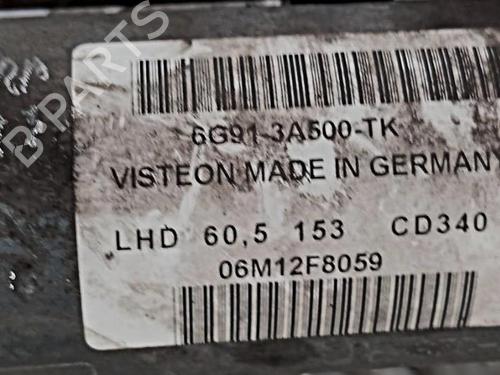 B-PARTS
6G91-3A500-TK
VISTEON MADE IN GERMANY
LHD 60,5 153 CD340
06M12F8059